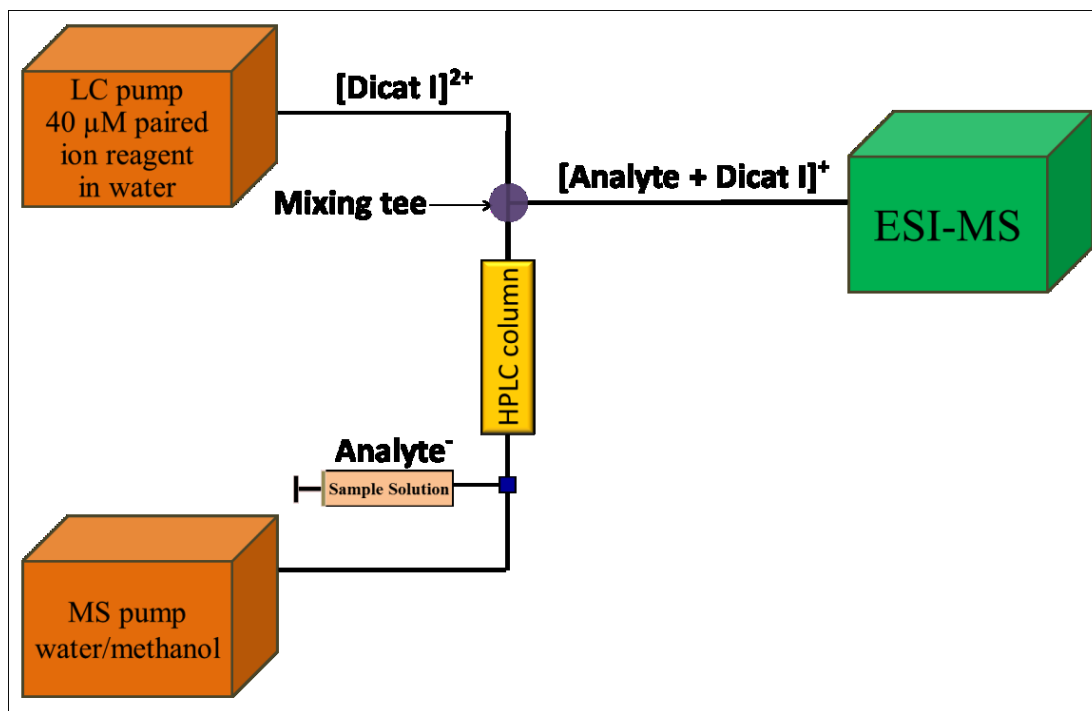 LC pump
40 µM paired
ion reagent
in water
[Dicat I]²⁺
Mixing tee
[Analyte + Dicat I]⁺
ESI-MS
HPLC column
Analyte⁻
Sample Solution
MS pump
water/methanol